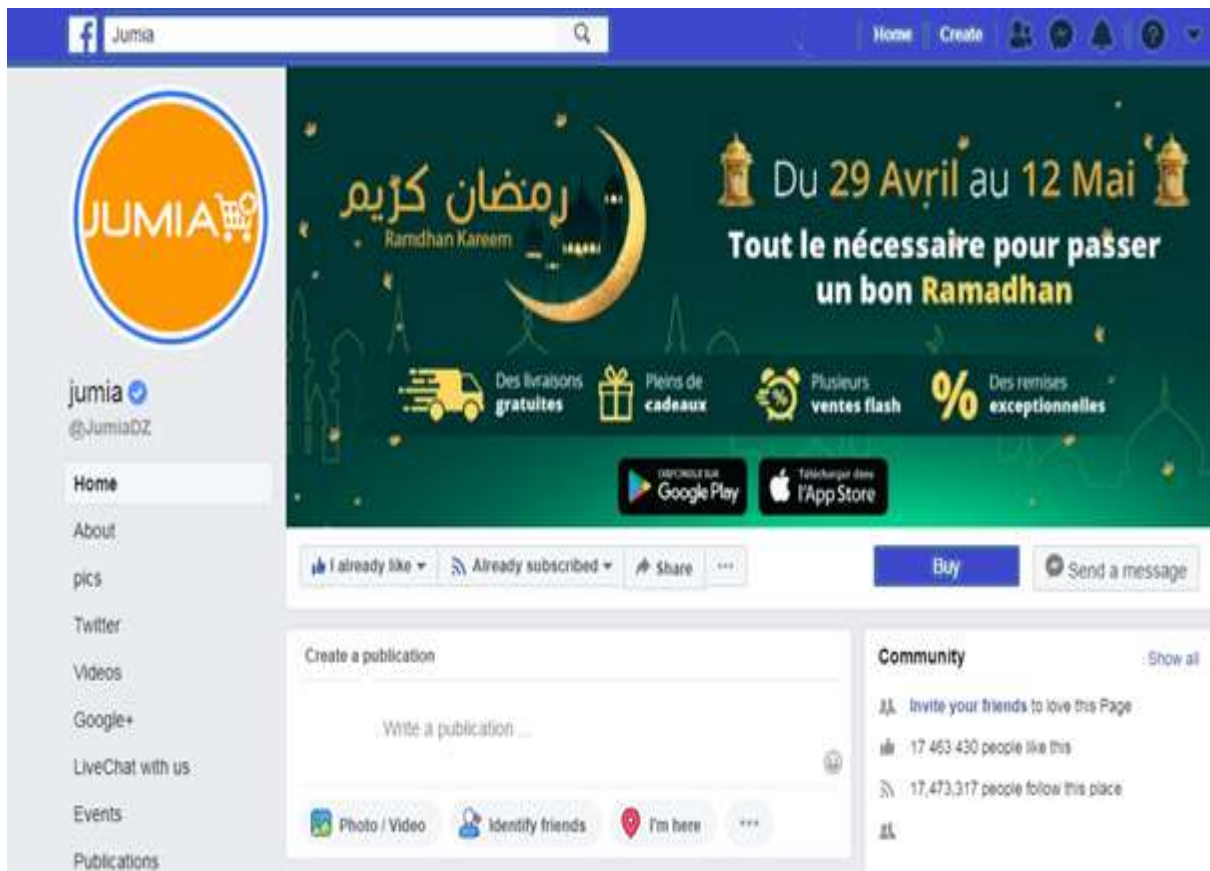 f Jumia
Home Create
JUMIA
رمضان كريم
Ramdhan Kareem
Du 29 Avril au 12 Mai
Tout le nécessaire pour passer
un bon Ramadhan
Des livraisons
gratuites
Pleins de
cadeaux
Plusieurs
ventes flash
%
Des remises
exceptionnelles
DISPONIBLE SUR
Google Play
Télécharger dans
l'App Store
jumia
@JumiaDZ
Home
About
pics
Twitter
Videos
Google+
LiveChat with us
Events
Publications
I already like
Already subscribed
Share
...
Buy
Send a message
Create a publication
Write a publication ...
Photo / Video
Identify friends
I'm here
...
Community
Show all
Invite your friends to love this Page
17 463 430 people like this
17,473,317 people follow this place